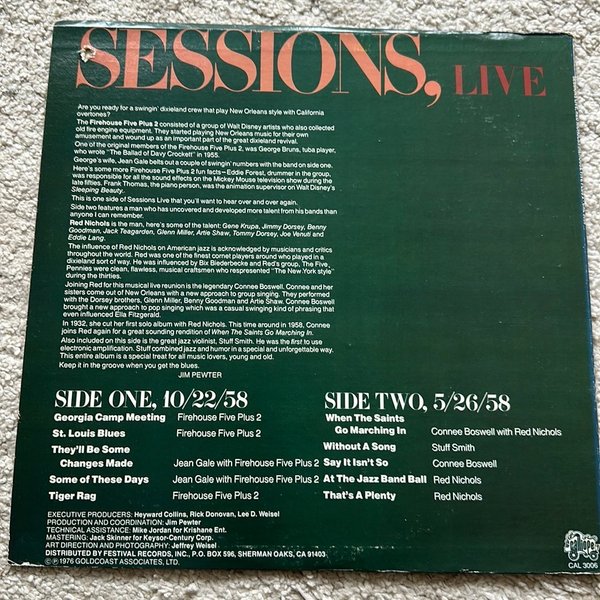 SESSIONS, LIVE
Are you ready for a swingin' dixieland crew that play New Orleans style with California
overtones?
The Firehouse Five Plus 2 consisted of a group of Walt Disney artists who also collected
old fire engine equipment. They started playing New Orleans music for their own
amusement and wound up as an important part of the great dixieland revival.
One of the original members of the Firehouse Five Plus 2, was George Bruns, tuba player,
who wrote "The Ballad of Davy Crockett" in 1955.
George's wife, Jean Gale belts out a couple of swingin' numbers with the band on side one.
Here's some more Firehouse Five Plus 2 fun facts – Eddie Forest, drummer in the group,
was responsible for all the sound effects on the Mickey Mouse television show during the
late fifties. Frank Thomas, the piano person, was the animation supervisor on Walt Disney's
Sleeping Beauty.
This is one side of Sessions Live that you'll want to hear over and over again.
Side two features a man who has uncovered and developed more talent from his bands than
anyone I can remember.
Red Nichols is the man, here's some of the talent: Gene Krupa, Jimmy Dorsey, Benny
Goodman, Jack Teagarden, Glenn Miller, Artie Shaw, Tommy Dorsey, Joe Venuti and
Eddie Lang.
The influence of Red Nichols on American jazz is acknowledged by musicians and critics
throughout the world. Red was one of the finest cornet players around who played in a
dixieland sort of way. He was influenced by Bix Biederbecke and Red's group, The Five
Pennies were clean, flawless, musical craftsmen who respresented "The New York style"
during the thirties.
Joining Red for this musical live reunion is the legendary Connee Boswell. Connee and her
sisters come out of New Orleans with a new approach to group singing. They performed
with the Dorsey brothers, Glenn Miller, Benny Goodman and Artie Shaw. Connee Boswell
brought a new approach to pop singing which was a casual swinging kind of phrasing that
even influenced Ella Fitzgerald.
In 1932, she cut her first solo album with Red Nichols. This time around in 1958, Connee
joins Red again for a great sounding rendition of When The Saints Go Marching In.
Also included on this side is the great jazz violinist, Stuff Smith. He was the first to use
electronic amplification. Stuff combined jazz and humor in a special and unforgettable way.
This entire album is a special treat for all music lovers, young and old.
Keep it in the groove when you get the blues.
JIM PEWTER
SIDE ONE, 10/22/58
Georgia Camp Meeting Firehouse Five Plus 2
St. Louis Blues Firehouse Five Plus 2
They'll Be Some
Changes Made Jean Gale with Firehouse Five Plus 2
Some of These Days Jean Gale with Firehouse Five Plus 2
Tiger Rag Firehouse Five Plus 2
SIDE TWO, 5/26/58
When The Saints
Go Marching In Connee Boswell with Red Nichols
Without A Song Stuff Smith
Say It Isn't So Connee Boswell
At The Jazz Band Ball Red Nichols
That's A Plenty Red Nichols
EXECUTIVE PRODUCERS: Heyward Collins, Rick Donovan, Lee D. Weisel
PRODUCTION AND COORDINATION: Jim Pewter
TECHNICAL ASSISTANCE: Mike Jordan for Krishane Ent.
MASTERING: Jack Skinner for Keysor-Century Corp.
ART DIRECTION AND PHOTOGRAPHY: Jeffrey Weisel
DISTRIBUTED BY FESTIVAL RECORDS, INC., P.O. BOX 596, SHERMAN OAKS, CA 91403
©℗1976 GOLDCOAST ASSOCIATES, LTD.
CAL 3006